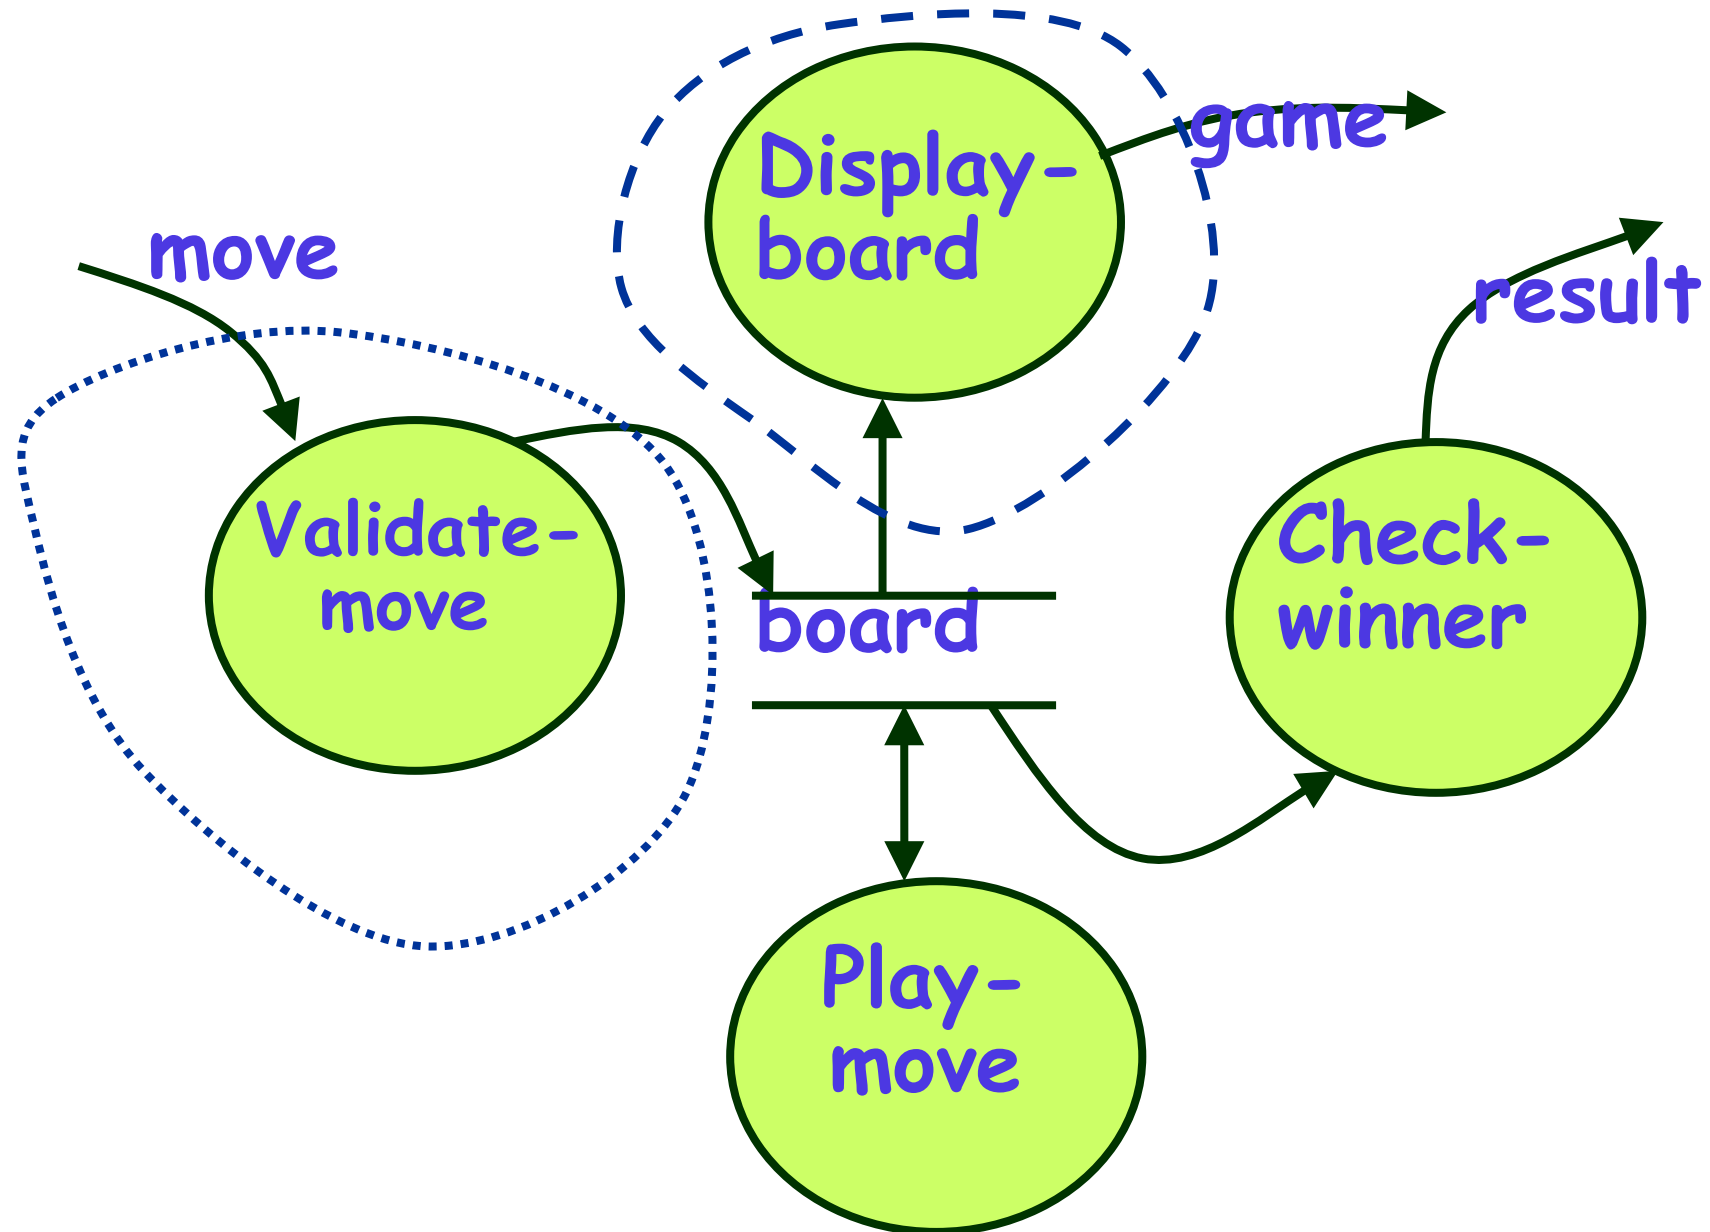 Display-
board
game
move
result
Validate-
move
board
Check-
winner
Play-
move